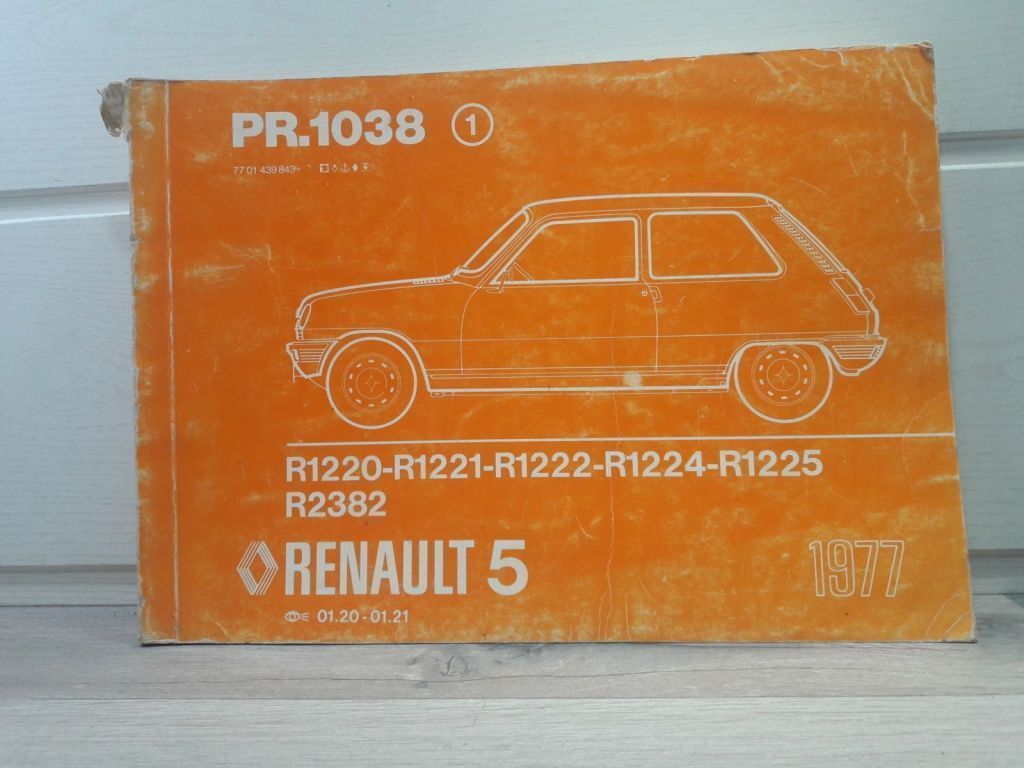 PR.1038 1
77 01 439 843
R1220-R1221-R1222-R1224-R1225
R2382
RENAULT 5
1977
01.20 - 01.21